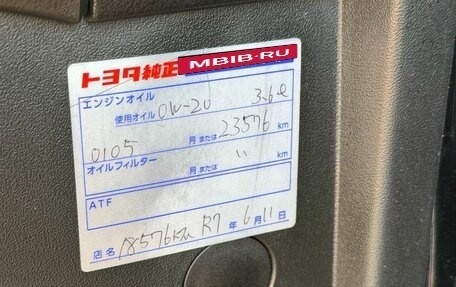 トヨタ純正 MBIB.RU
エンジンオイル
使用オイル 0W-20 3.6ℓ
0105 月または 23576 km
オイルフィルター 月または 〃 km
ATF
店名 18576km R7年6月11日